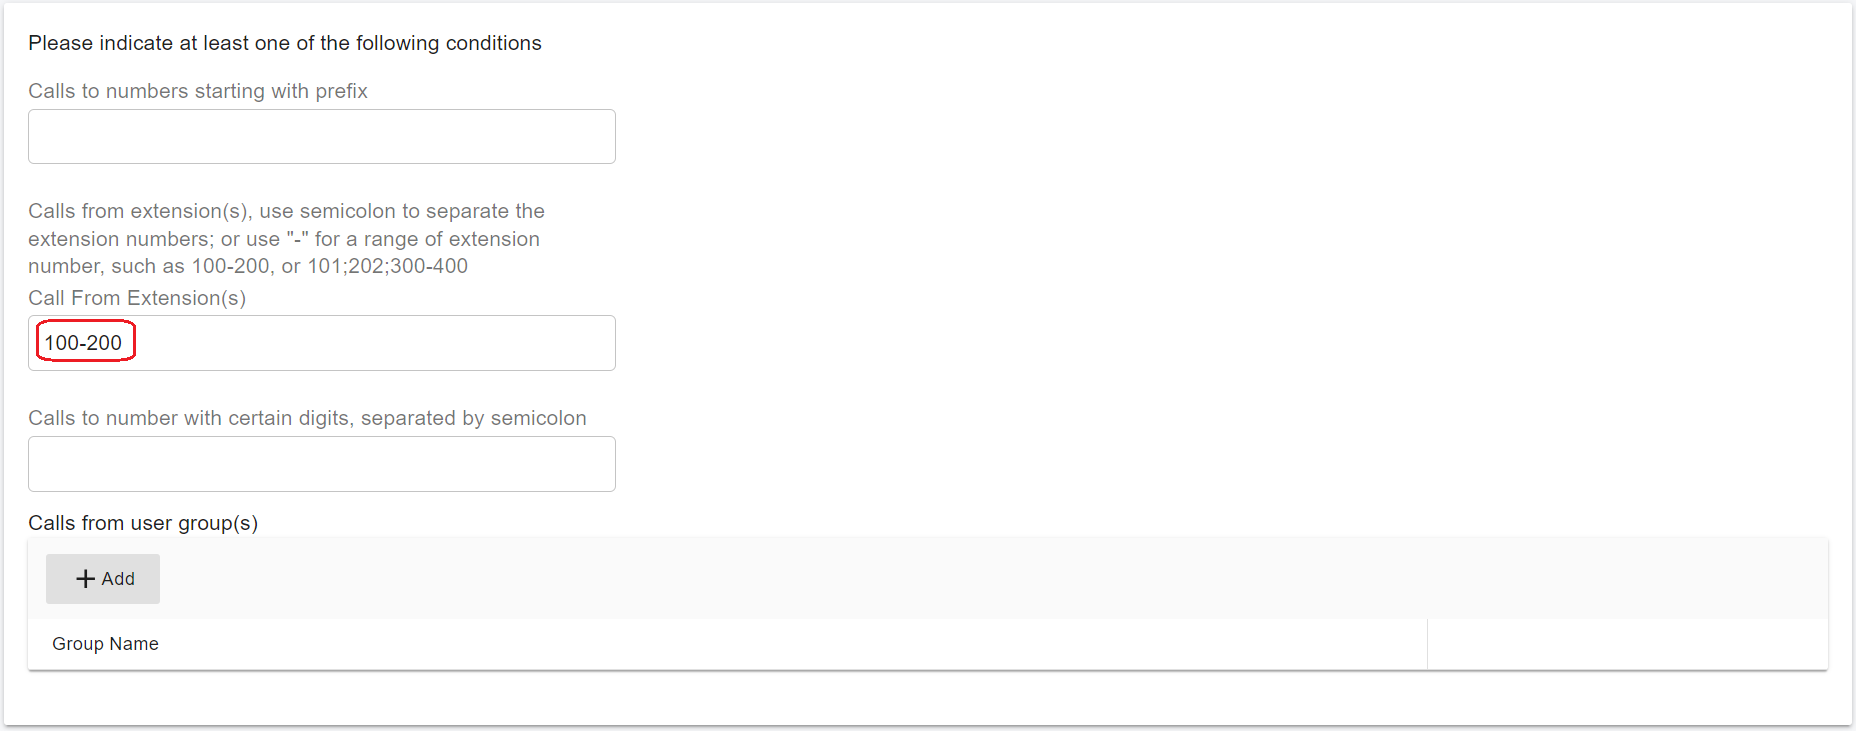 Please indicate at least one of the following conditions
Calls to numbers starting with prefix
Calls from extension(s), use semicolon to separate the
extension numbers; or use "-" for a range of extension
number, such as 100-200, or 101;202;300-400
Call From Extension(s)
100-200
Calls to number with certain digits, separated by semicolon
Calls from user group(s)
+ Add
Group Name